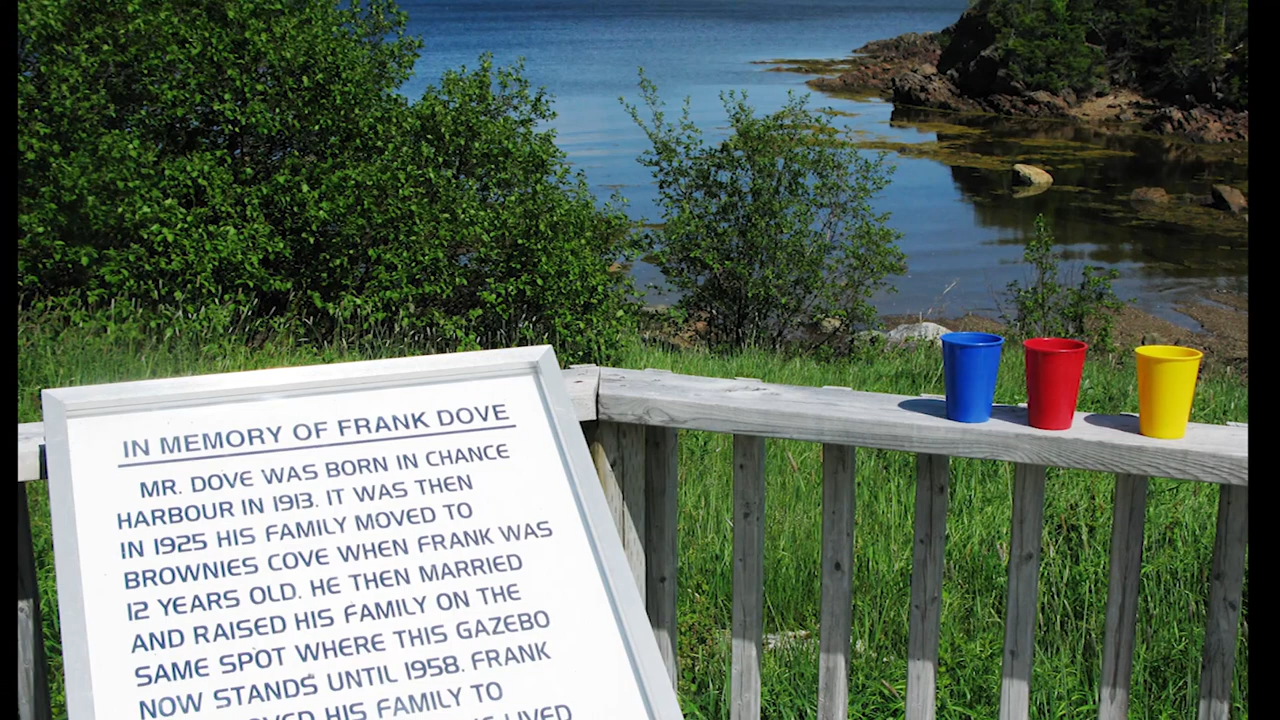 IN MEMORY OF FRANK DOVE
MR. DOVE WAS BORN IN CHANCE
HARBOUR IN 1913. IT WAS THEN
IN 1925 HIS FAMILY MOVED TO
BROWNIES COVE WHEN FRANK WAS
12 YEARS OLD. HE THEN MARRIED
AND RAISED HIS FAMILY ON THE
SAME SPOT WHERE THIS GAZEBO
NOW STANDS UNTIL 1958. FRANK
HIS FAMILY TO
LIVED